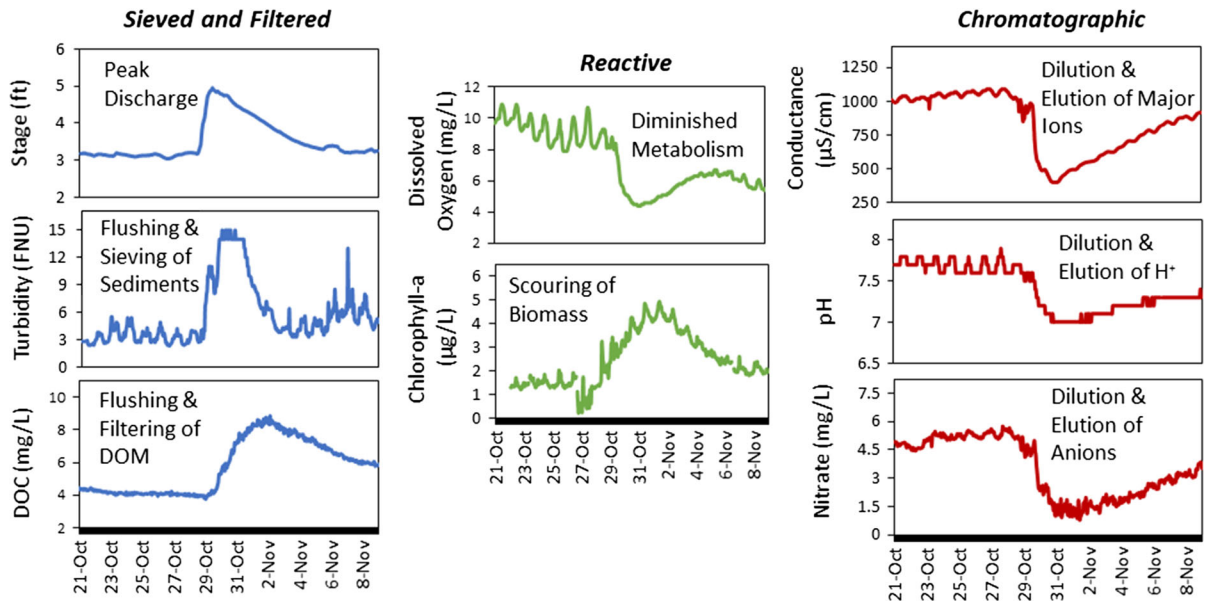 Sieved and Filtered
Stage (ft)
6
5
4
3
2
Peak
Discharge
Turbidity (FNU)
15
12
9
6
3
0
Flushing &
Sieving of
Sediments
DOC (mg/L)
10
8
6
4
2
Flushing &
Filtering of
DOM
21-Oct
23-Oct
25-Oct
27-Oct
29-Oct
31-Oct
2-Nov
4-Nov
6-Nov
8-Nov
Reactive
Dissolved
Oxygen (mg/L)
12
10
8
6
4
2
Diminished
Metabolism
Chlorophyll-a
(µg/L)
6
5
4
3
2
1
0
Scouring of
Biomass
21-Oct
23-Oct
25-Oct
27-Oct
29-Oct
31-Oct
2-Nov
4-Nov
6-Nov
8-Nov
Chromatographic
Conductance
(µS/cm)
1250
1000
750
500
250
Dilution &
Elution of Major
Ions
pH
8
7.5
7
6.5
Dilution &
Elution of H⁺
Nitrate (mg/L)
7.5
6
4.5
3
1.5
0
Dilution &
Elution of
Anions
21-Oct
23-Oct
25-Oct
27-Oct
29-Oct
31-Oct
2-Nov
4-Nov
6-Nov
8-Nov